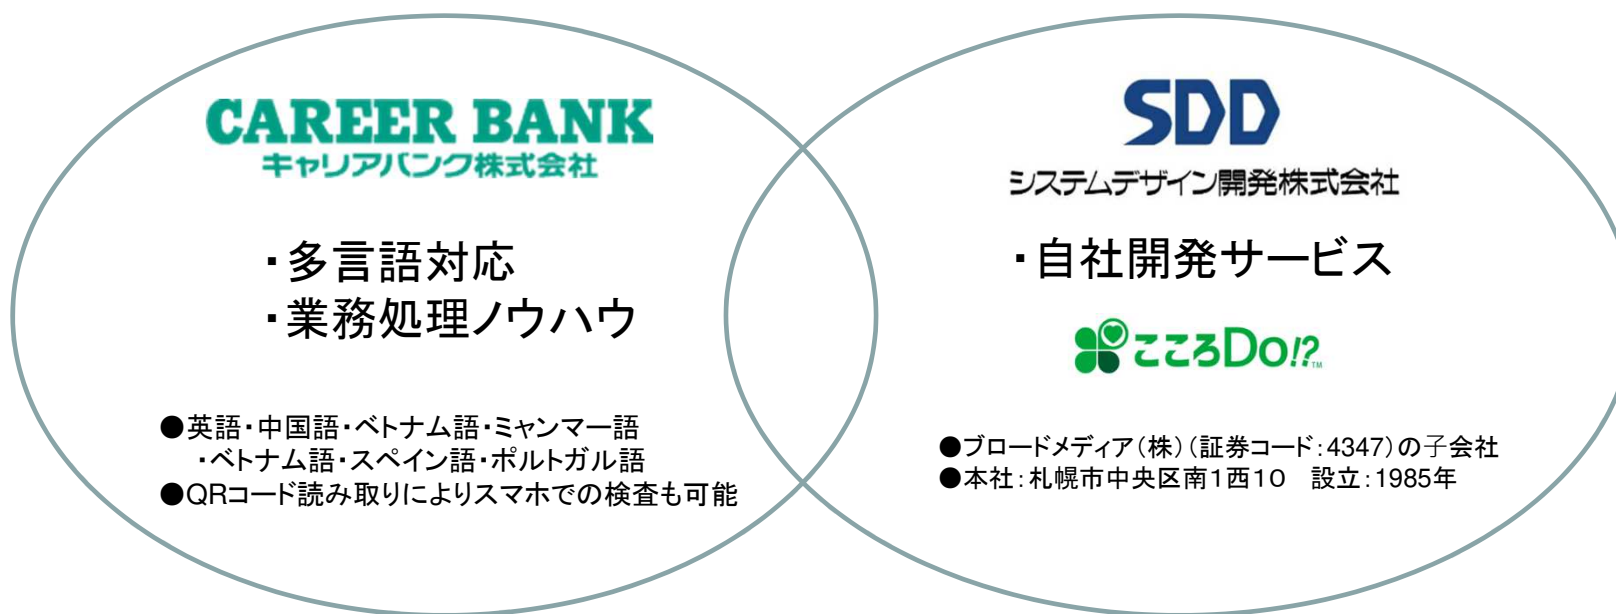 CAREER BANK
キャリアバンク株式会社
・多言語対応
・業務処理ノウハウ
●英語・中国語・ベトナム語・ミャンマー語
・ベトナム語・スペイン語・ポルトガル語
●QRコード読み取りによりスマホでの検査も可能
SDD
システムデザイン開発株式会社
・自社開発サービス
こころDo!?™
●ブロードメディア(株)(証券コード:4347)の子会社
●本社:札幌市中央区南1西10 設立:1985年